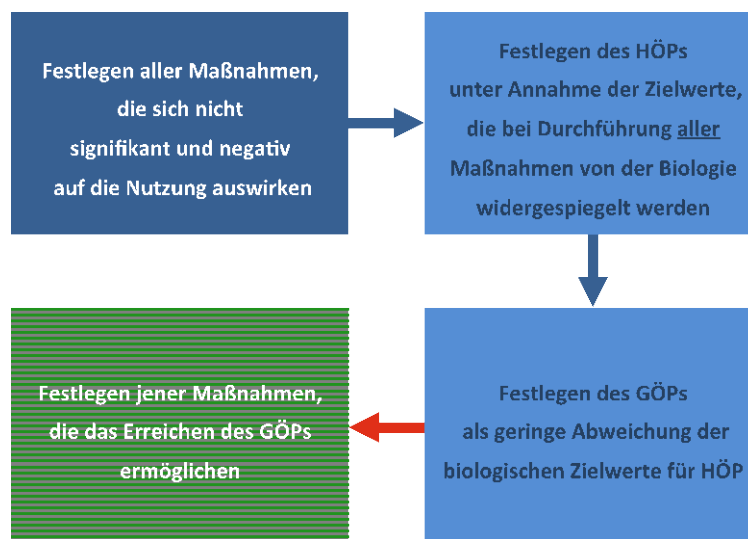 Festlegen aller Maßnahmen,
die sich nicht
signifikant und negativ
auf die Nutzung auswirken
Festlegen des HÖPs
unter Annahme der Zielwerte,
die bei Durchführung aller
Maßnahmen von der Biologie
widergespiegelt werden
Festlegen des GÖPs
als geringe Abweichung der
biologischen Zielwerte für HÖP
Festlegen jener Maßnahmen,
die das Erreichen des GÖPs
ermöglichen